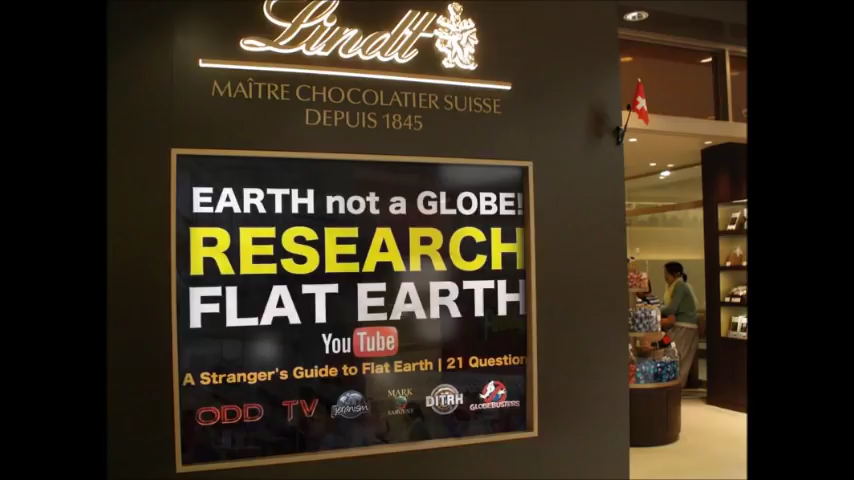 Lindt
MAÎTRE CHOCOLATIER SUISSE
DEPUIS 1845
EARTH not a GLOBE!
RESEARCH
FLAT EARTH
YouTube
A Stranger's Guide to Flat Earth | 21 Question
ODD TV jeranism MARK SARGENT DITRH GLOBEBUSTERS